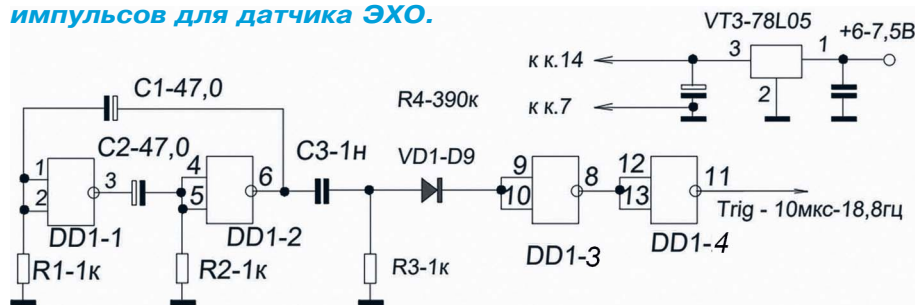 импульсов для датчика ЭХО.
VT3-78L05
+6-7,5В
3
1
2
к к.14
к к.7
C1-47,0
R4-390к
C2-47,0
C3-1н
VD1-D9
1
2
3
4
5
6
9
10
8
12
13
11
DD1-1
DD1-2
DD1-3
DD1-4
Trig - 10мкс-18,8гц
R1-1к
R2-1к
R3-1к